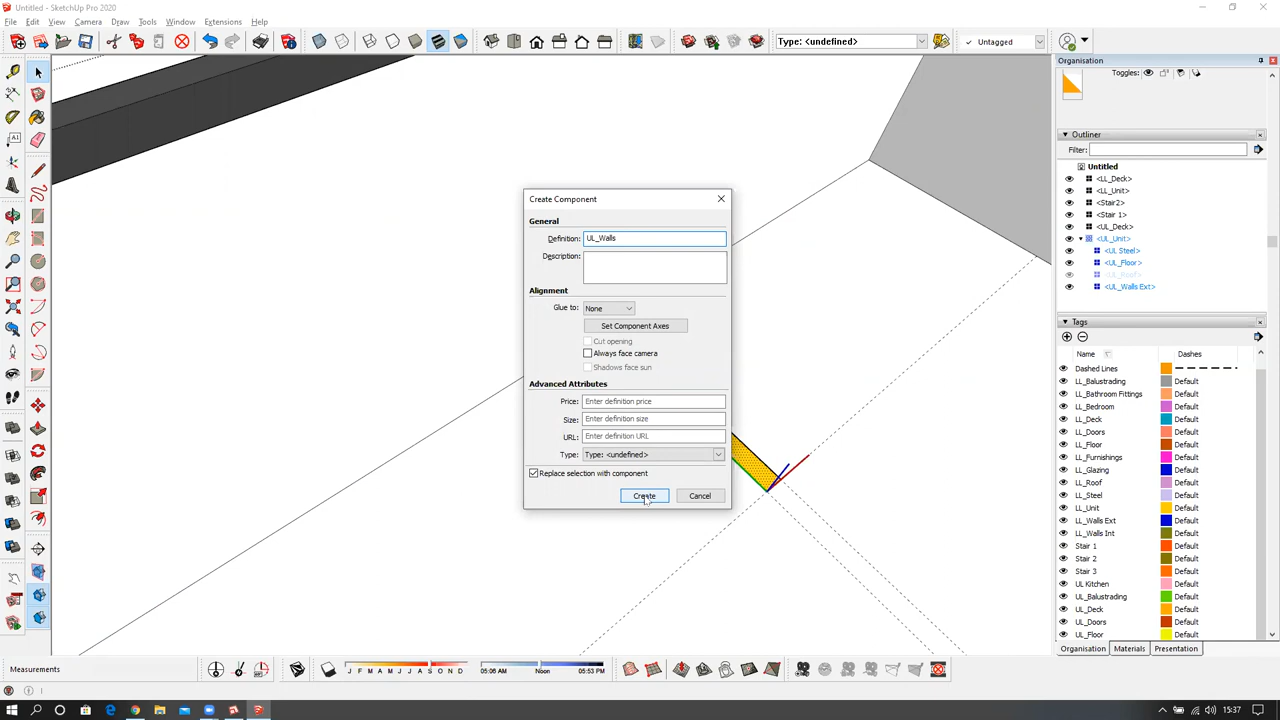 Untitled - SketchUp Pro 2020
File Edit View Camera Draw Tools Window Extensions Help
Type: <undefined>
Untagged
Organisation
Toggles:
Outliner
Filter:
Untitled
<LL_Deck>
<LL_Unit>
<Stair2>
<Stair 1>
<UL_Deck>
<UL_Unit>
<UL Steel>
<UL_Floor>
<UL_Roof>
<UL_Walls Ext>
Tags
Name Dashes
Dashed Lines
LL_Balustrading Default
LL_Bathroom Fittings Default
LL_Bedroom Default
LL_Deck Default
LL_Doors Default
LL_Floor Default
LL_Furnishings Default
LL_Glazing Default
LL_Roof Default
LL_Steel Default
LL_Unit Default
LL_Walls Ext Default
LL_Walls Int Default
Stair 1 Default
Stair 2 Default
Stair 3 Default
UL Kitchen Default
UL_Balustrading Default
UL_Deck Default
UL_Doors Default
UL_Floor Default
Organisation Materials Presentation
Create Component
General
Definition: UL_Walls
Description:
Alignment
Glue to: None
Set Component Axes
Cut opening
Always face camera
Shadows face sun
Advanced Attributes
Price: Enter definition price
Size: Enter definition size
URL: Enter definition URL
Type: Type: <undefined>
Replace selection with component
Create Cancel
A1
Measurements
J F M A M J J A S O N D
05:06 AM Noon 05:53 PM
15:37